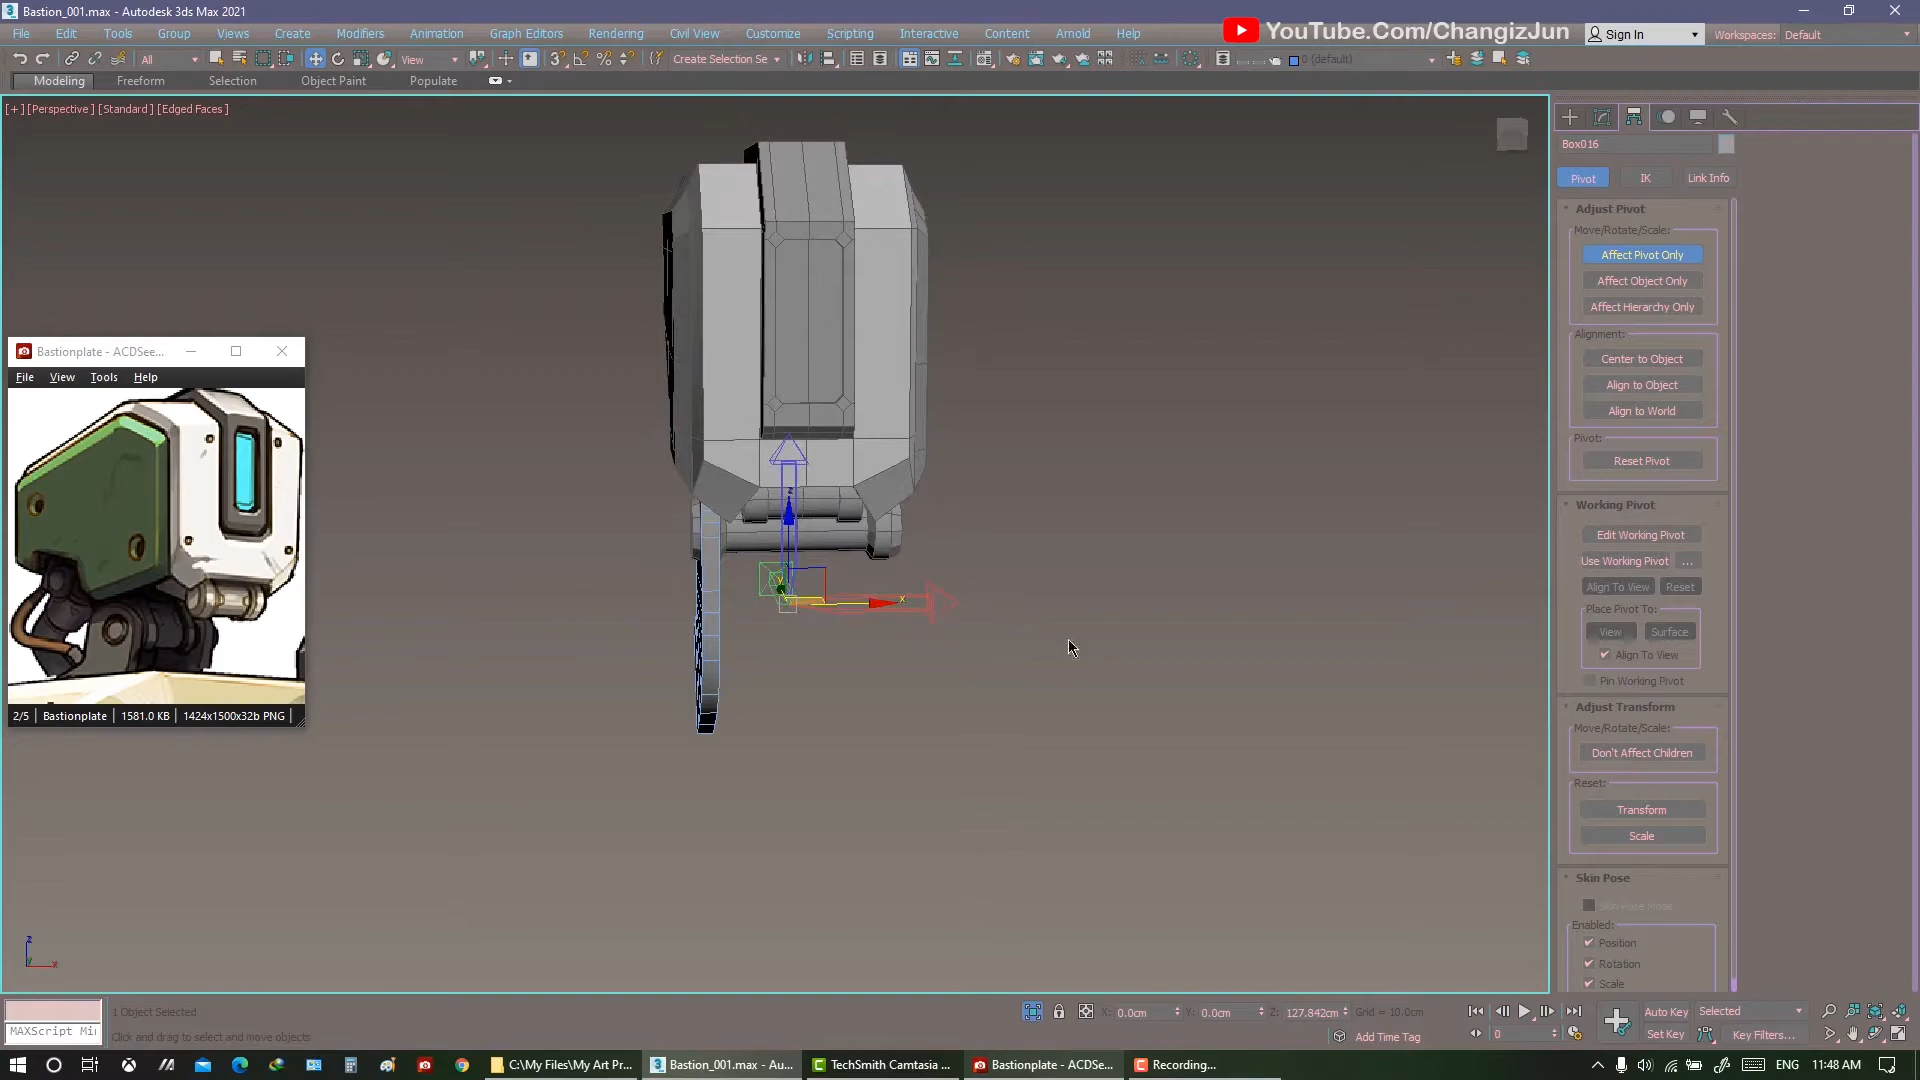 Bastion_001.max - Autodesk 3ds Max 2021
File Edit Tools Group Views Create Modifiers Animation Graph Editors Rendering Civil View Customize Scripting Interactive Content Arnold Help
YouTube.Com/ChangizJun
Sign In
Workspaces: Default
All
View
Create Selection Se
0 (default)
Modeling Freeform Selection Object Paint Populate
[+] [Perspective] [Standard] [Edged Faces]
Box016
Pivot IK Link Info
Adjust Pivot
Move/Rotate/Scale:
Affect Pivot Only
Affect Object Only
Affect Hierarchy Only
Alignment:
Center to Object
Align to Object
Align to World
Pivot:
Reset Pivot
Working Pivot
Edit Working Pivot
Use Working Pivot ...
Align To View Reset
Place Pivot To:
View Surface
Align To View
Pin Working Pivot
Adjust Transform
Move/Rotate/Scale:
Don't Affect Children
Reset:
Transform
Scale
Skin Pose
Skin Pose Mode
Enabled:
Position
Rotation
Scale
Bastionplate - ACDSee...
File View Tools Help
2/5 Bastionplate 1581.0 KB 1424x1500x32b PNG
y
x
z
x
1 Object Selected
MAXScript Mi
Click and drag to select and move objects
X: 0.0cm Y: 0.0cm Z: 127.842cm Grid = 10.0cm
Add Time Tag
0
Auto Key Selected
Set Key Key Filters...
C:\My Files\My Art Pr...
Bastion_001.max - Au...
TechSmith Camtasia ...
Bastionplate - ACDSe...
Recording...
ENG
11:48 AM